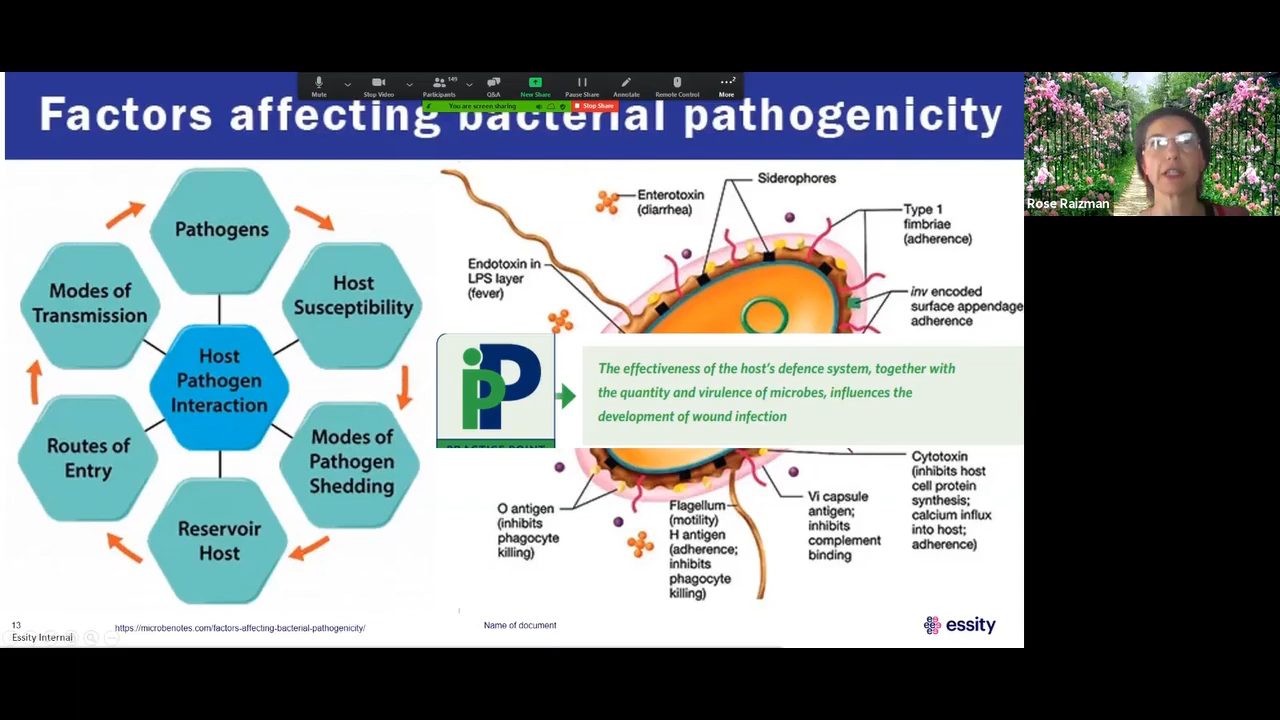 149
2
Mute
Stop Video
Participants
Q&A
New Share
Pause Share
Annotate
Remote Control
More
You are screen sharing
Stop Share
Factors affecting bacterial pathogenicity
Rose Raizman
Pathogens
Host
Susceptibility
Modes of
Pathogen
Shedding
Reservoir
Host
Routes of
Entry
Modes of
Transmission
Host
Pathogen
Interaction
Enterotoxin
(diarrhea)
Siderophores
Type 1
fimbriae
(adherence)
Endotoxin in
LPS layer
(fever)
inv encoded
surface appendage
adherence
iPP
The effectiveness of the host's defence system, together with
the quantity and virulence of microbes, influences the
development of wound infection
O antigen
(inhibits
phagocyte
killing)
Flagellum
(motility)
H antigen
(adherence;
inhibits
phagocyte
killing)
Vi capsule
antigen;
inhibits
complement
binding
Cytotoxin
(inhibits host
cell protein
synthesis;
calcium influx
into host;
adherence)
13
Essity Internal
https://microbenotes.com/factors-affecting-bacterial-pathogenicity/
Name of document
essity